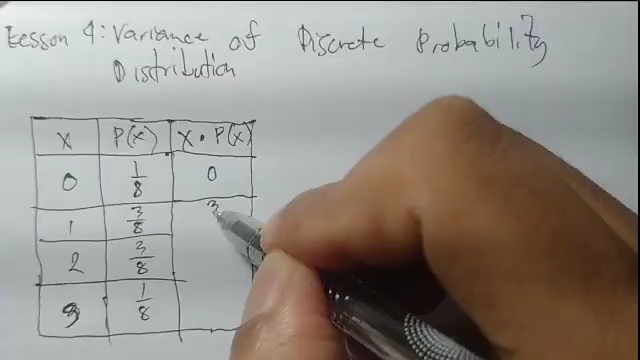 Lesson 4: Variance of Discrete Probability
Distribution
X P(X) X • P(X)
0 1/8 0
1 3/8 3
2 3/8
3 1/8